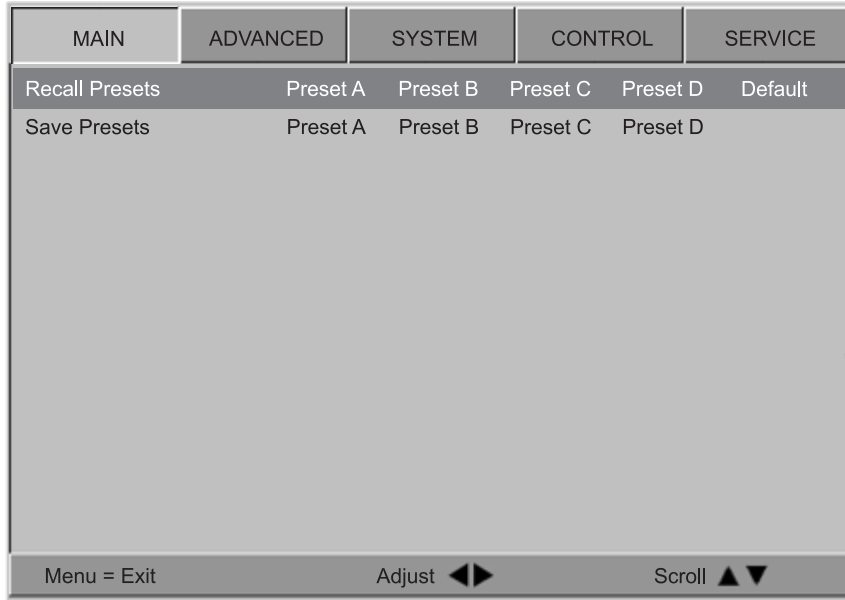 MAIN ADVANCED SYSTEM CONTROL SERVICE
Recall Presets Preset A Preset B Preset C Preset D Default
Save Presets Preset A Preset B Preset C Preset D
Menu = Exit Adjust ◀▶ Scroll ▲▼